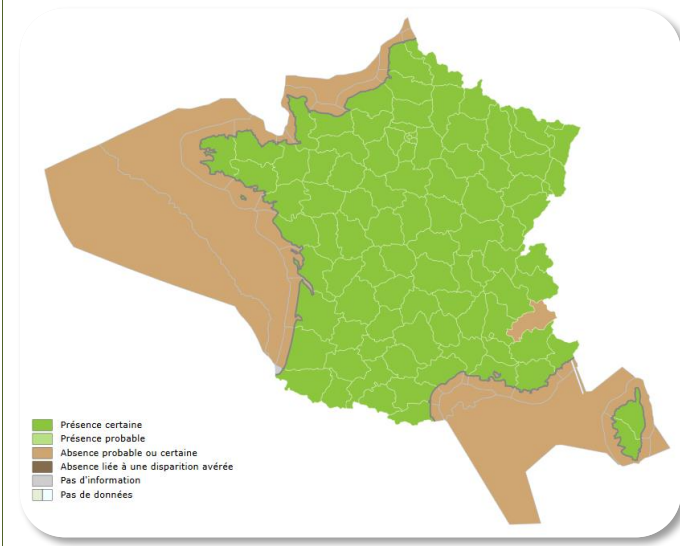 Présence certaine
Présence probable
Absence probable ou certaine
Absence liée à une disparition avérée
Pas d'information
Pas de données